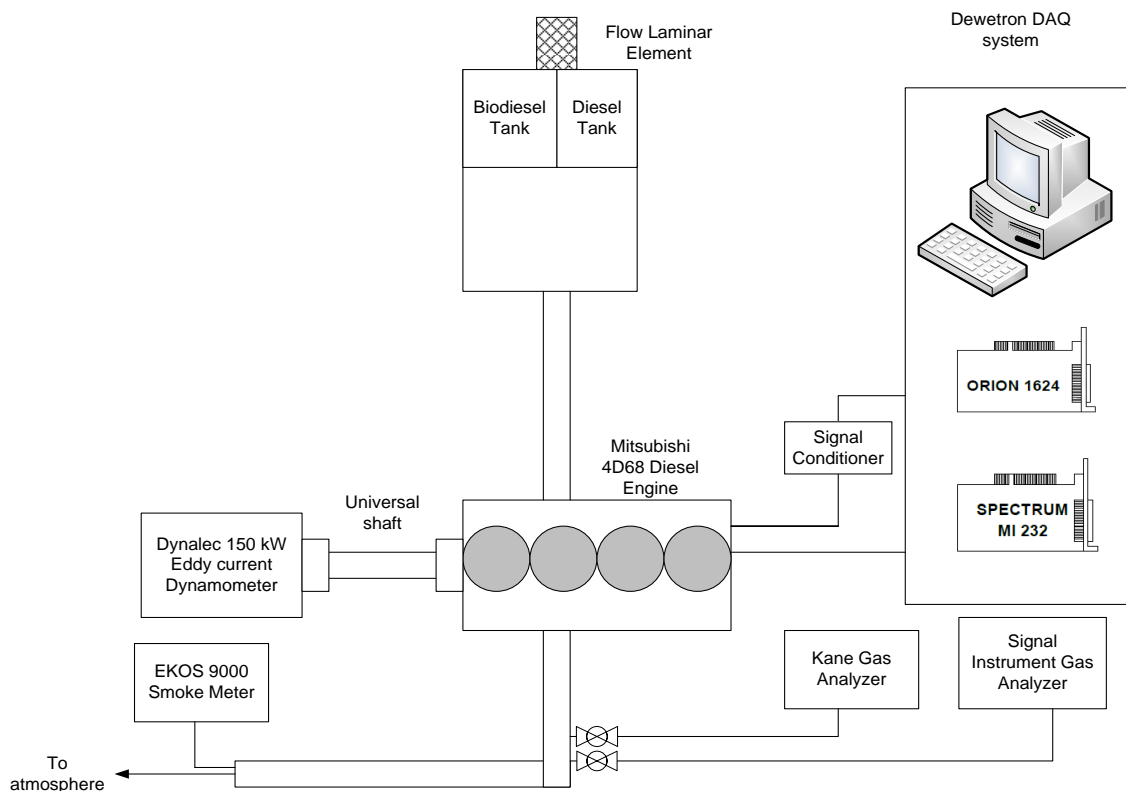 Flow Laminar
Element
Dewetron DAQ
system
Biodiesel
Tank
Diesel
Tank
ORION 1624
Signal
Conditioner
Mitsubishi
4D68 Diesel
Engine
SPECTRUM
MI 232
Universal
shaft
Dynalec 150 kW
Eddy current
Dynamometer
EKOS 9000
Smoke Meter
Kane Gas
Analyzer
Signal
Instrument Gas
Analyzer
To
atmosphere